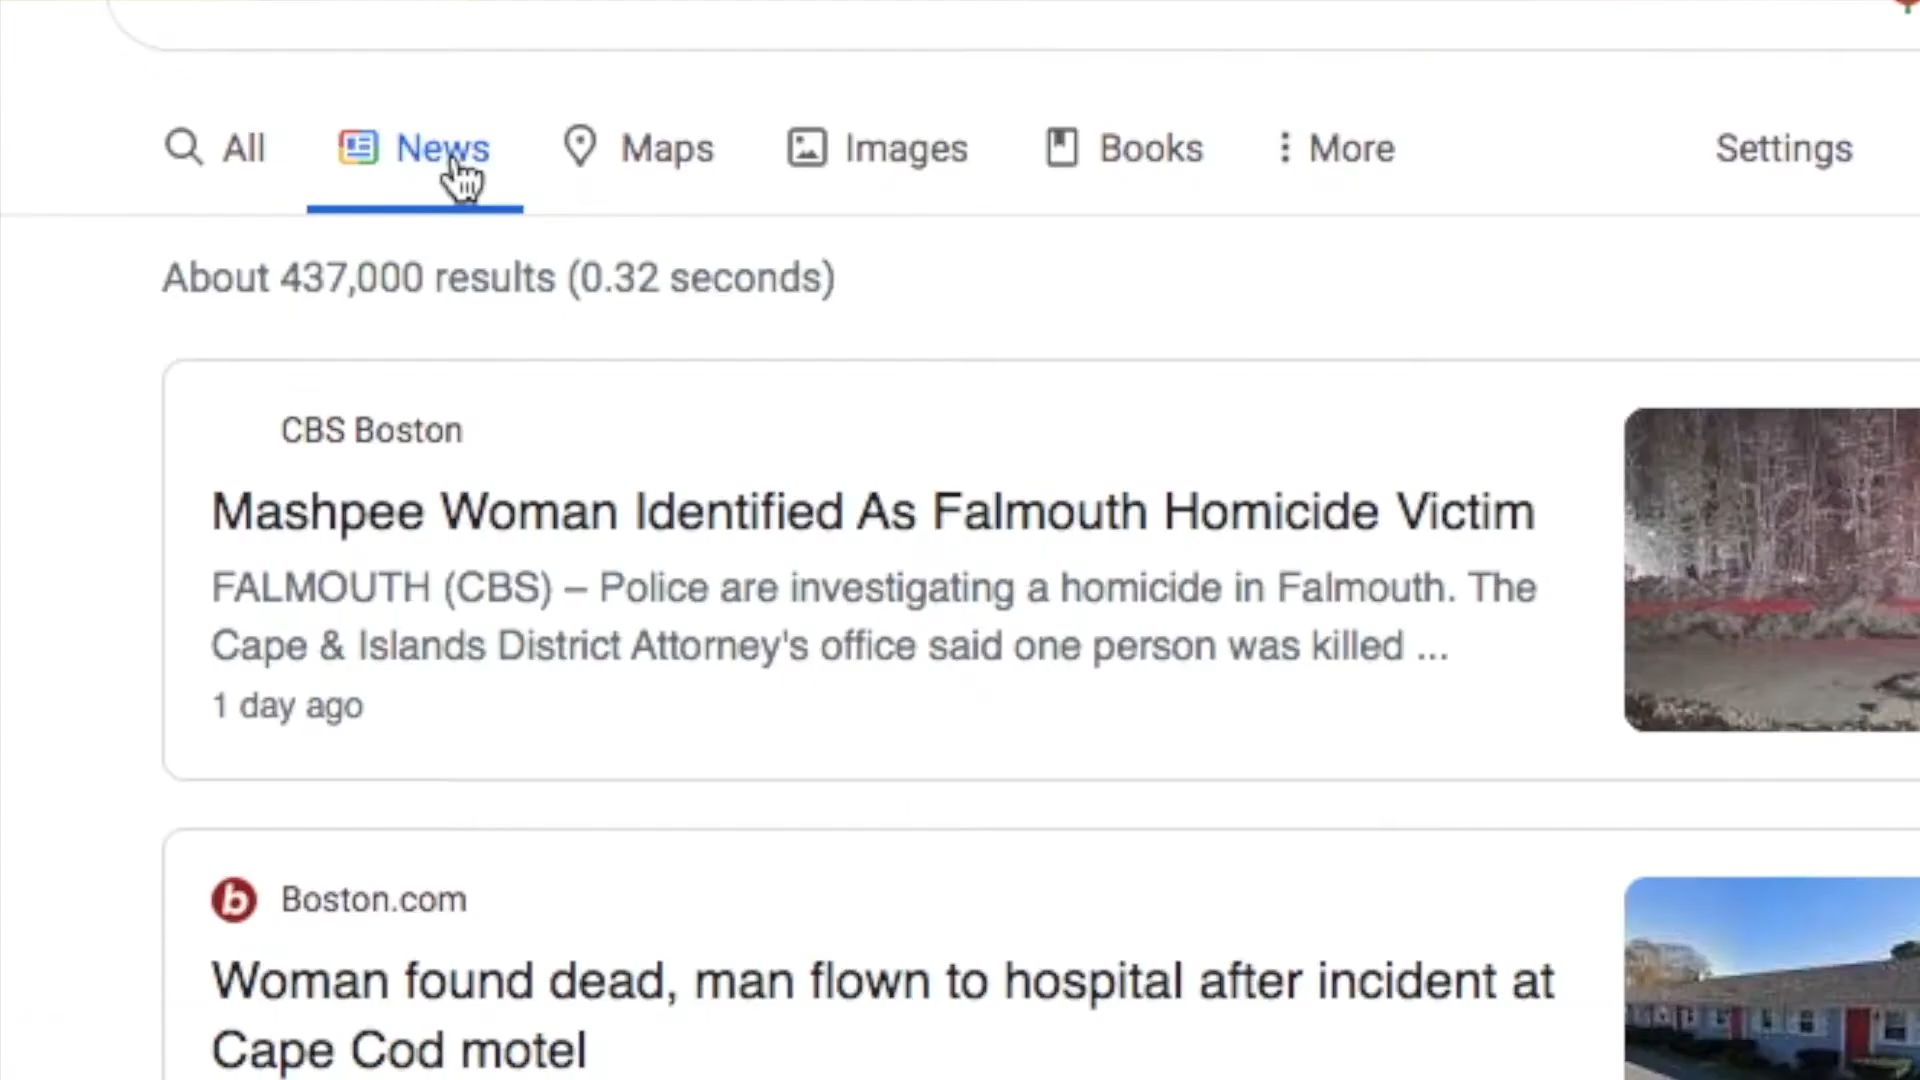 All News Maps Images Books More Settings
About 437,000 results (0.32 seconds)
CBS Boston
Mashpee Woman Identified As Falmouth Homicide Victim
FALMOUTH (CBS) – Police are investigating a homicide in Falmouth. The
Cape & Islands District Attorney's office said one person was killed ...
1 day ago
b Boston.com
Woman found dead, man flown to hospital after incident at
Cape Cod motel